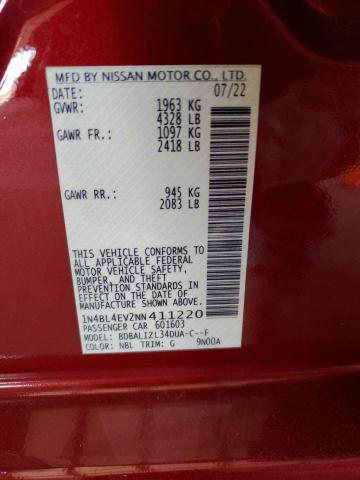 MFD BY NISSAN MOTOR CO., LTD.
DATE: 07/22
GVWR: 1963 KG
4328 LB
GAWR FR.: 1097 KG
2418 LB
GAWR RR.: 945 KG
2083 LB
THIS VEHICLE CONFORMS TO
ALL APPLICABLE FEDERAL
MOTOR VEHICLE SAFETY,
BUMPER, AND THEFT
PREVENTION STANDARDS IN
EFFECT ON THE DATE OF
MANUFACTURE SHOWN ABOVE.
1N4BL4EV2NN411220
PASSENGER CAR 601603
MODEL: BDBALIZL34DUA-C--F
COLOR: NBL TRIM: G 9N00A